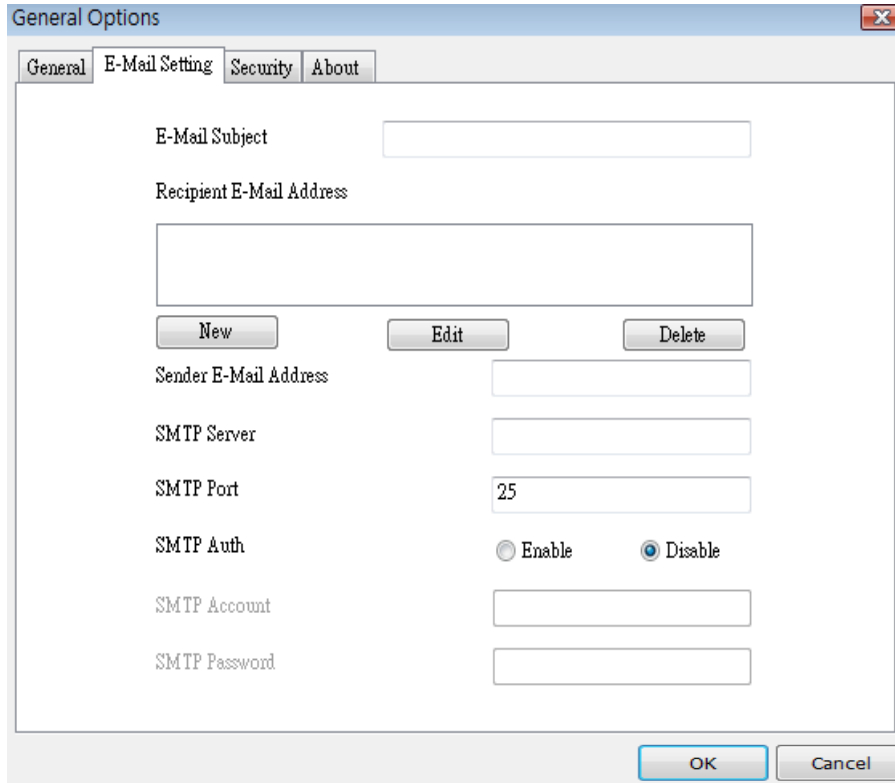 General Options
General E-Mail Setting Security About
E-Mail Subject
Recipient E-Mail Address
New Edit Delete
Sender E-Mail Address
SMTP Server
SMTP Port 25
SMTP Auth Enable Disable
SMTP Account
SMTP Password
OK Cancel